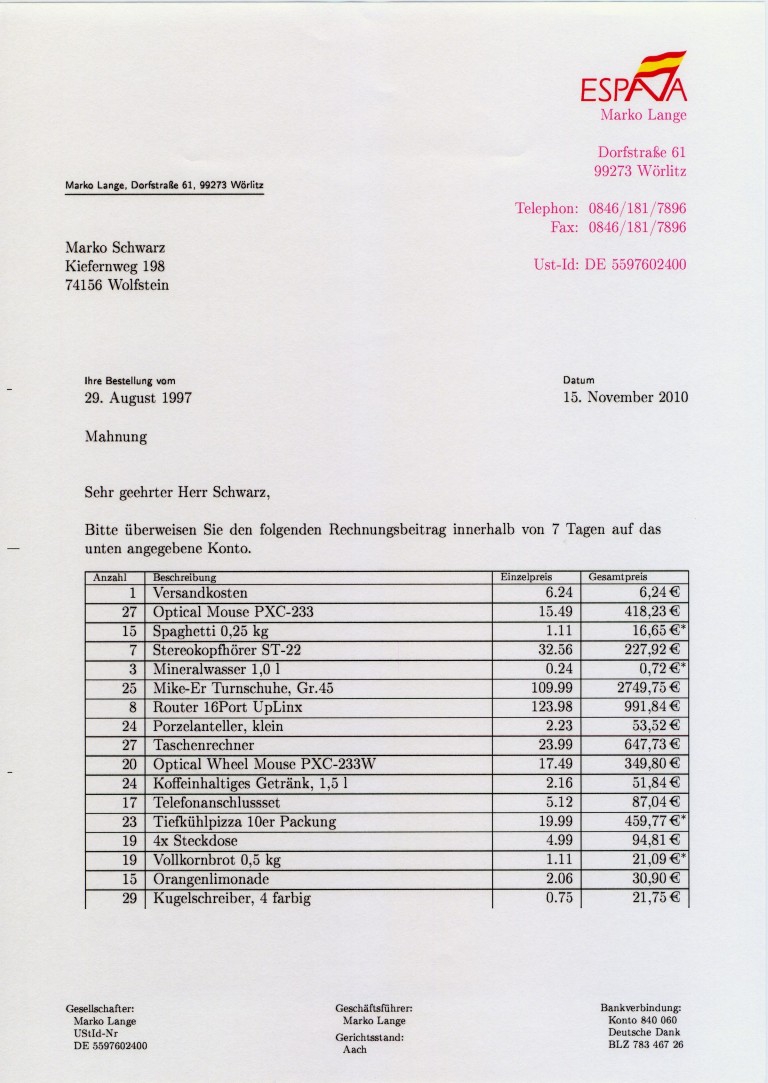 ESPAÑA
Marko Lange
Dorfstraße 61
99273 Wörlitz
Marko Lange, Dorfstraße 61, 99273 Wörlitz
Telephon: 0846/181/7896
Fax: 0846/181/7896
Marko Schwarz
Kiefernweg 198
74156 Wolfstein
Ust-Id: DE 5597602400
Ihre Bestellung vom Datum
29. August 1997 15. November 2010
Mahnung
Sehr geehrter Herr Schwarz,
Bitte überweisen Sie den folgenden Rechnungsbeitrag innerhalb von 7 Tagen auf das
unten angegebene Konto.
Anzahl Beschreibung Einzelpreis Gesamtpreis
1 Versandkosten 6.24 6,24 €
27 Optical Mouse PXC-233 15.49 418,23 €
15 Spaghetti 0,25 kg 1.11 16,65 €*
7 Stereokopfhörer ST-22 32.56 227,92 €
3 Mineralwasser 1,0 l 0.24 0,72 €*
25 Mike-Er Turnschuhe, Gr.45 109.99 2749,75 €
8 Router 16Port UpLinx 123.98 991,84 €
24 Porzelanteller, klein 2.23 53,52 €
27 Taschenrechner 23.99 647,73 €
20 Optical Wheel Mouse PXC-233W 17.49 349,80 €
24 Koffeinhaltiges Getränk, 1,5 l 2.16 51,84 €
17 Telefonanschlussset 5.12 87,04 €
23 Tiefkühlpizza 10er Packung 19.99 459,77 €*
19 4x Steckdose 4.99 94,81 €
19 Vollkornbrot 0,5 kg 1.11 21,09 €*
15 Orangenlimonade 2.06 30,90 €
29 Kugelschreiber, 4 farbig 0.75 21,75 €
Gesellschafter:
Marko Lange
UStId-Nr
DE 5597602400
Geschäftsführer:
Marko Lange
Gerichtsstand:
Aach
Bankverbindung:
Konto 840 060
Deutsche Dank
BLZ 783 467 26